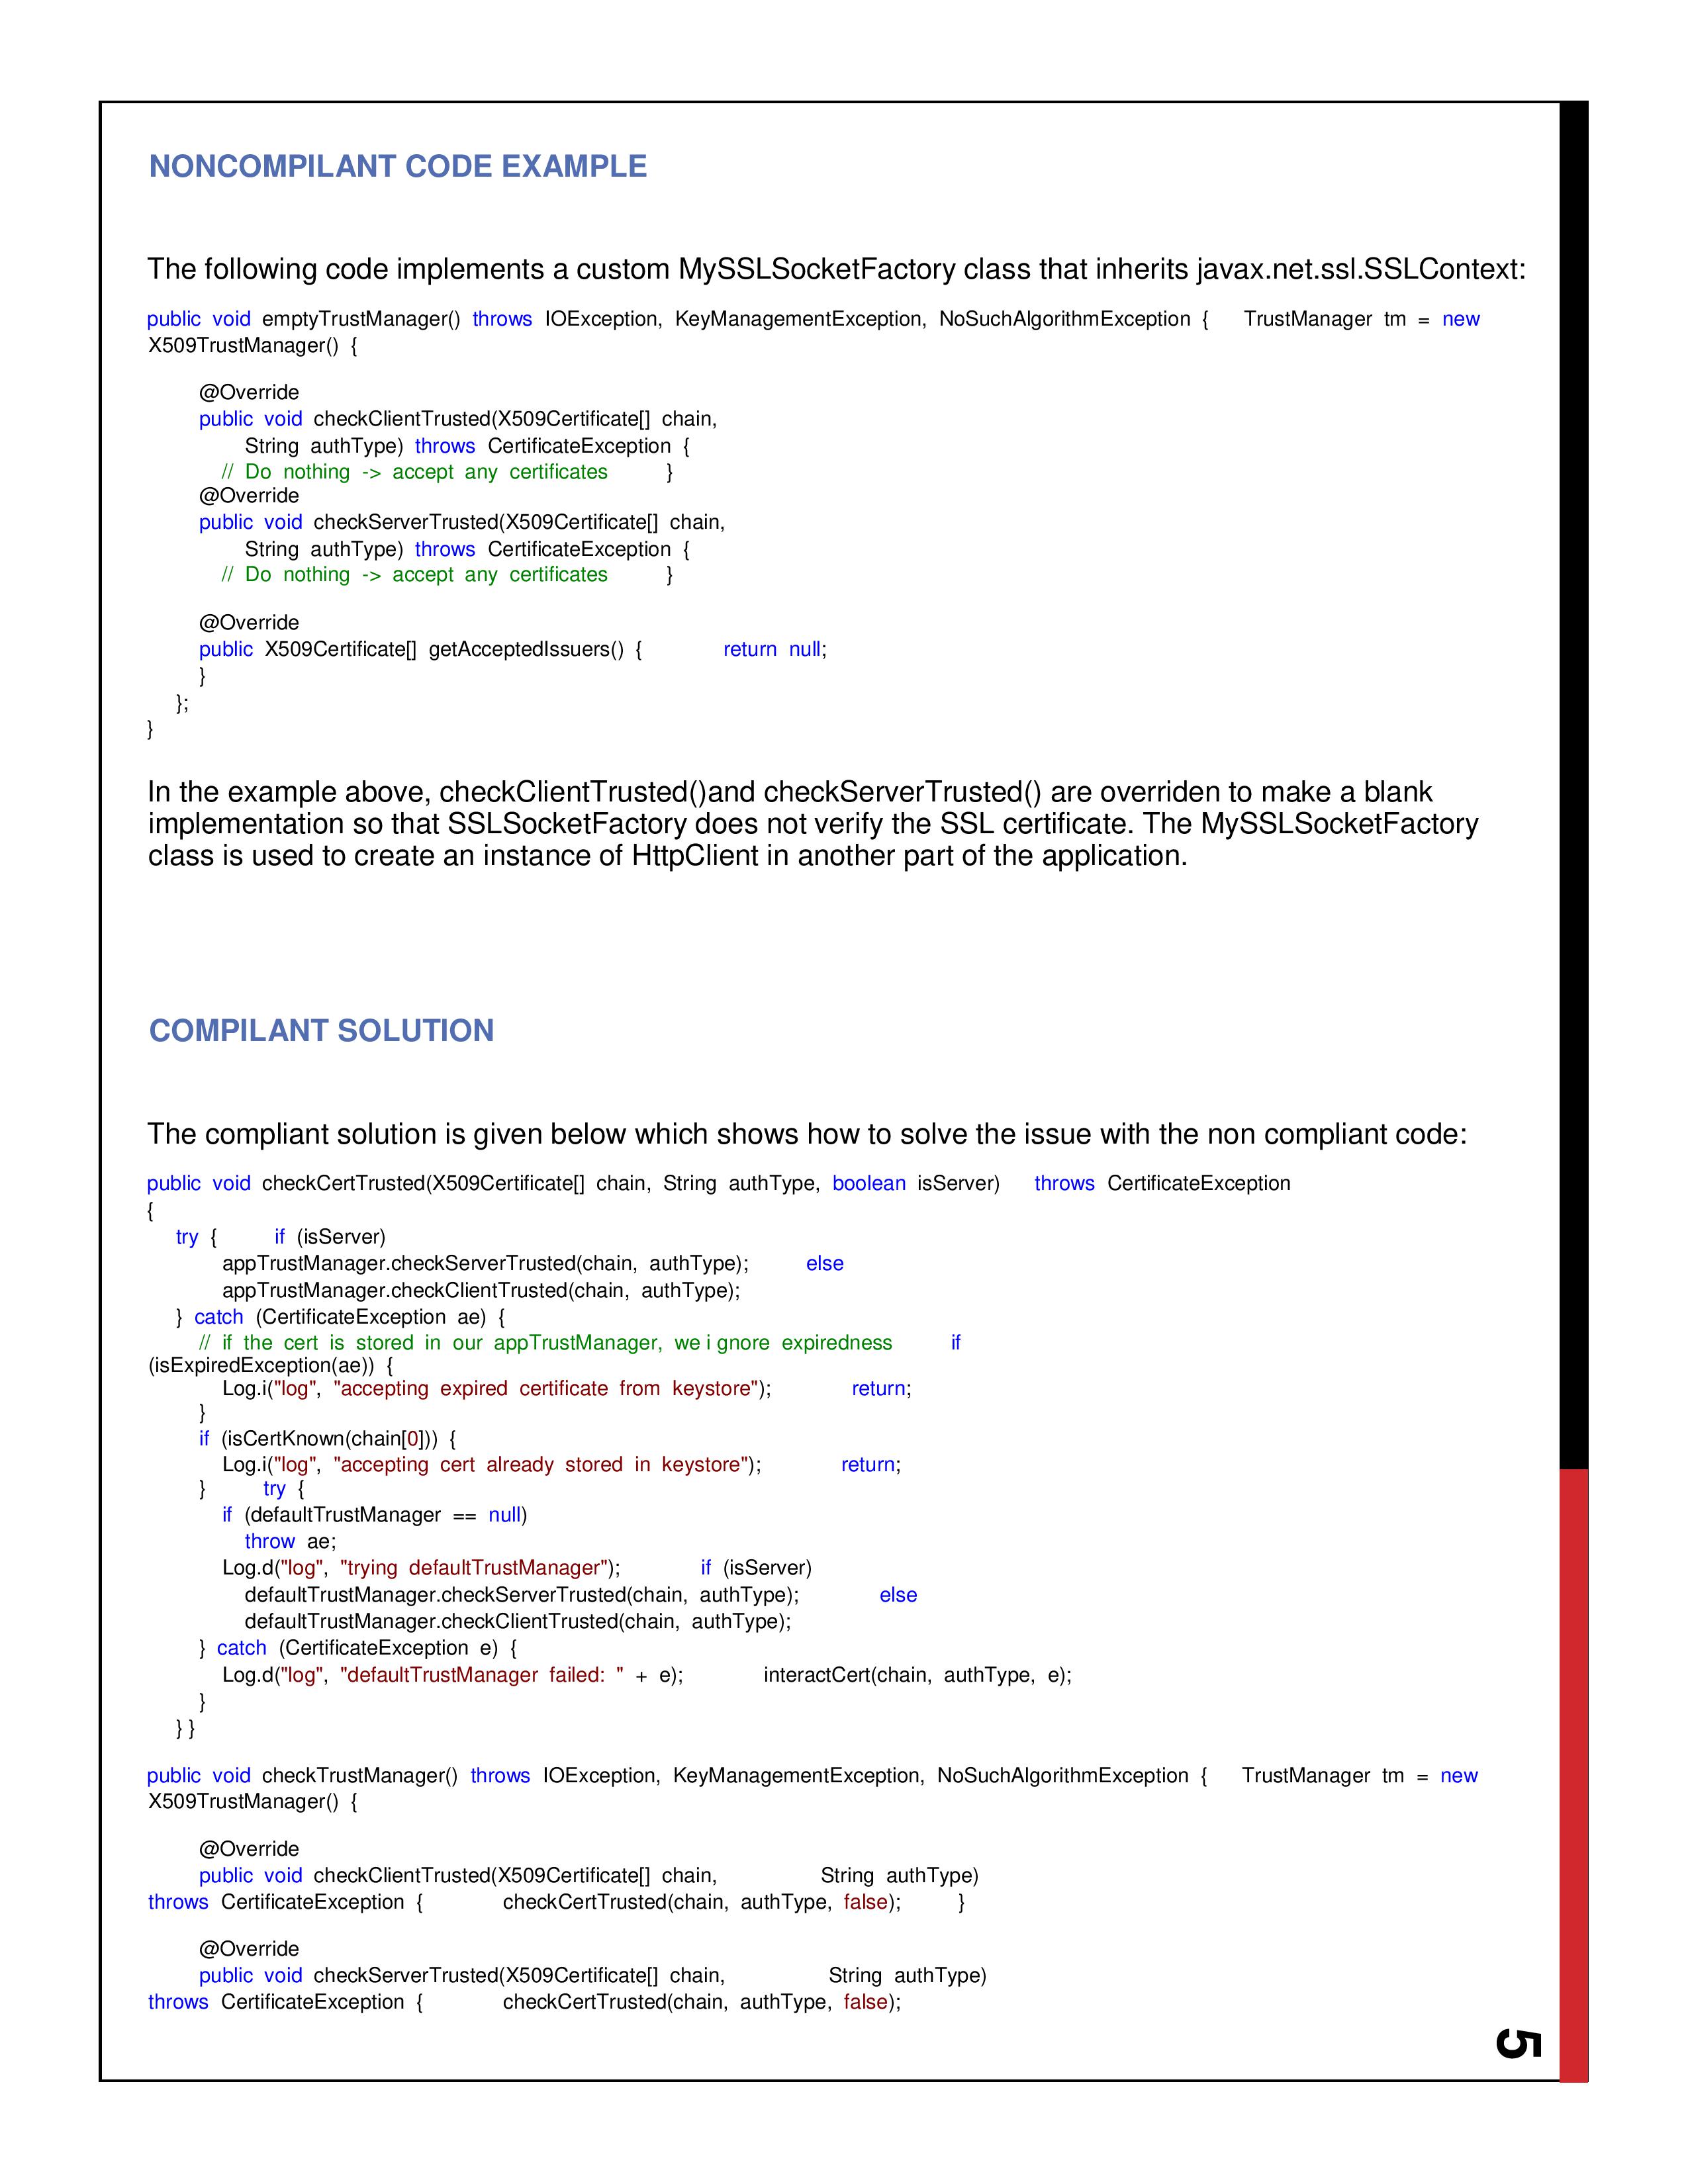 NONCOMPILANT CODE EXAMPLE
The following code implements a custom MySSLSocketFactory class that inherits javax.net.ssl.SSLContext:
public void emptyTrustManager() throws IOException, KeyManagementException, NoSuchAlgorithmException { TrustManager tm = new
X509TrustManager() {
@Override
public void checkClientTrusted(X509Certificate[] chain,
String authType) throws CertificateException {
// Do nothing -> accept any certificates }
@Override
public void checkServerTrusted(X509Certificate[] chain,
String authType) throws CertificateException {
// Do nothing -> accept any certificates }
@Override
public X509Certificate[] getAcceptedIssuers() { return null;
}
};
}
In the example above, checkClientTrusted()and checkServerTrusted() are overriden to make a blank
implementation so that SSLSocketFactory does not verify the SSL certificate. The MySSLSocketFactory
class is used to create an instance of HttpClient in another part of the application.
COMPILANT SOLUTION
The compliant solution is given below which shows how to solve the issue with the non compliant code:
public void checkCertTrusted(X509Certificate[] chain, String authType, boolean isServer) throws CertificateException
{
try { if (isServer)
appTrustManager.checkServerTrusted(chain, authType); else
appTrustManager.checkClientTrusted(chain, authType);
} catch (CertificateException ae) {
// if the cert is stored in our appTrustManager, we i gnore expiredness if
(isExpiredException(ae)) {
Log.i("log", "accepting expired certificate from keystore"); return;
}
if (isCertKnown(chain[0])) {
Log.i("log", "accepting cert already stored in keystore"); return;
} try {
if (defaultTrustManager == null)
throw ae;
Log.d("log", "trying defaultTrustManager"); if (isServer)
defaultTrustManager.checkServerTrusted(chain, authType); else
defaultTrustManager.checkClientTrusted(chain, authType);
} catch (CertificateException e) {
Log.d("log", "defaultTrustManager failed: " + e); interactCert(chain, authType, e);
}
} }
public void checkTrustManager() throws IOException, KeyManagementException, NoSuchAlgorithmException { TrustManager tm = new
X509TrustManager() {
@Override
public void checkClientTrusted(X509Certificate[] chain, String authType)
throws CertificateException { checkCertTrusted(chain, authType, false); }
@Override
public void checkServerTrusted(X509Certificate[] chain, String authType)
throws CertificateException { checkCertTrusted(chain, authType, false);
5